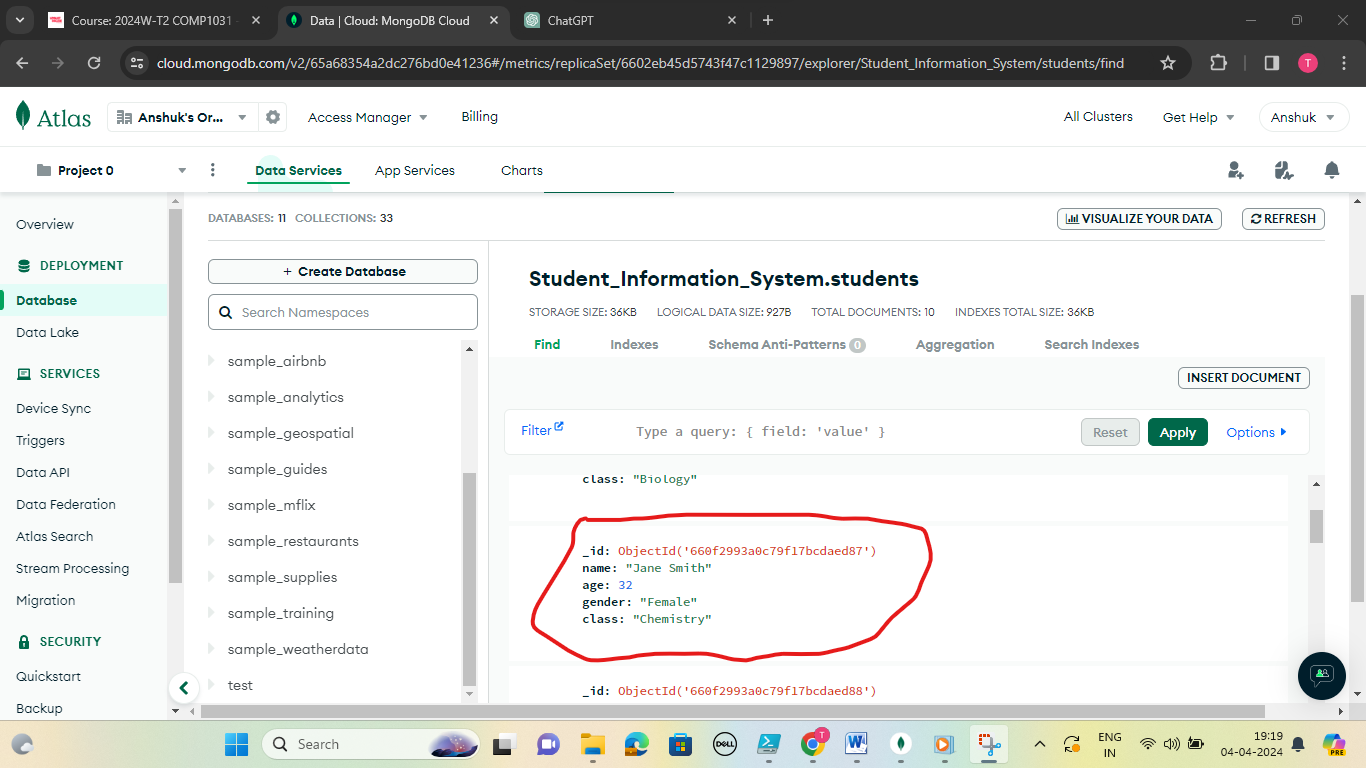 Course: 2024W-T2 COMP1031
Data | Cloud: MongoDB Cloud
ChatGPT
cloud.mongodb.com/v2/65a68354a2dc276bd0e41236#/metrics/replicaSet/6602eb45d5743f47c1129897/explorer/Student_Information_System/students/find
T
Atlas
Anshuk's Or...
Access Manager
Billing
All Clusters
Get Help
Anshuk
Project 0
Data Services
App Services
Charts
Overview
DEPLOYMENT
Database
Data Lake
SERVICES
Device Sync
Triggers
Data API
Data Federation
Atlas Search
Stream Processing
Migration
SECURITY
Quickstart
Backup
DATABASES: 11 COLLECTIONS: 33
VISUALIZE YOUR DATA
REFRESH
+ Create Database
Search Namespaces
sample_airbnb
sample_analytics
sample_geospatial
sample_guides
sample_mflix
sample_restaurants
sample_supplies
sample_training
sample_weatherdata
test
Student_Information_System.students
STORAGE SIZE: 36KB LOGICAL DATA SIZE: 927B TOTAL DOCUMENTS: 10 INDEXES TOTAL SIZE: 36KB
Find Indexes Schema Anti-Patterns 0 Aggregation Search Indexes
INSERT DOCUMENT
Filter
Type a query: { field: 'value' }
Reset
Apply
Options
class: "Biology"
_id: ObjectId('660f2993a0c79f17bcdaed87')
name: "Jane Smith"
age: 32
gender: "Female"
class: "Chemistry"
_id: ObjectId('660f2993a0c79f17bcdaed88')
Search
DELL
T
W
PRE
ENG
IN
19:19
04-04-2024